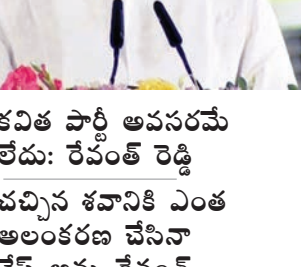 కవిత పార్టీ అవసరమే
లేదు: రేవంత్ రెడ్డి
చచ్చిన శవానికి ఎంత
అలంకరణ చేసినా